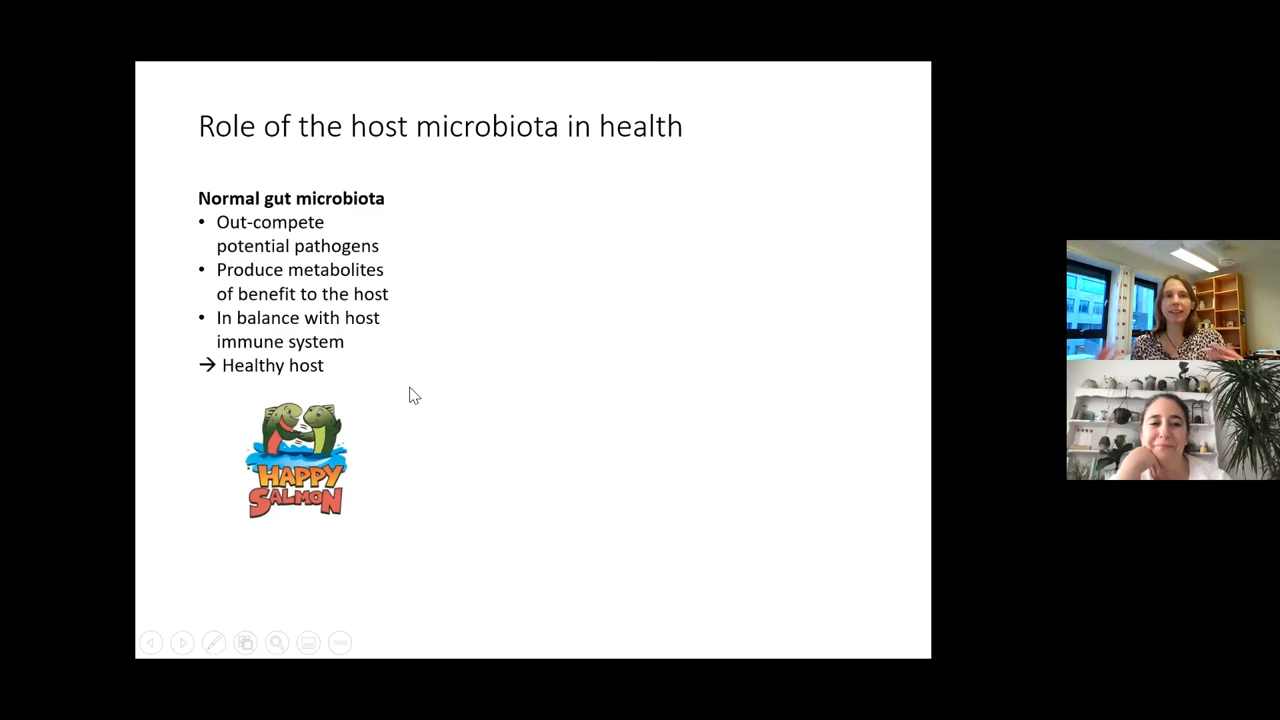 Role of the host microbiota in health
Normal gut microbiota
• Out-compete
potential pathogens
• Produce metabolites
of benefit to the host
• In balance with host
immune system
→ Healthy host
HAPPY
SALMON